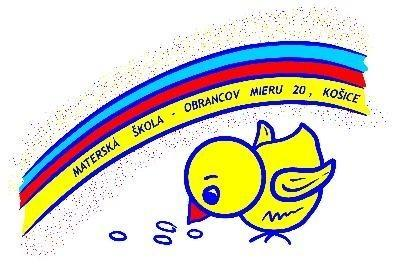 MATERSKÁ ŠKOLA - OBRANCOV MIERU 20, KOŠICE